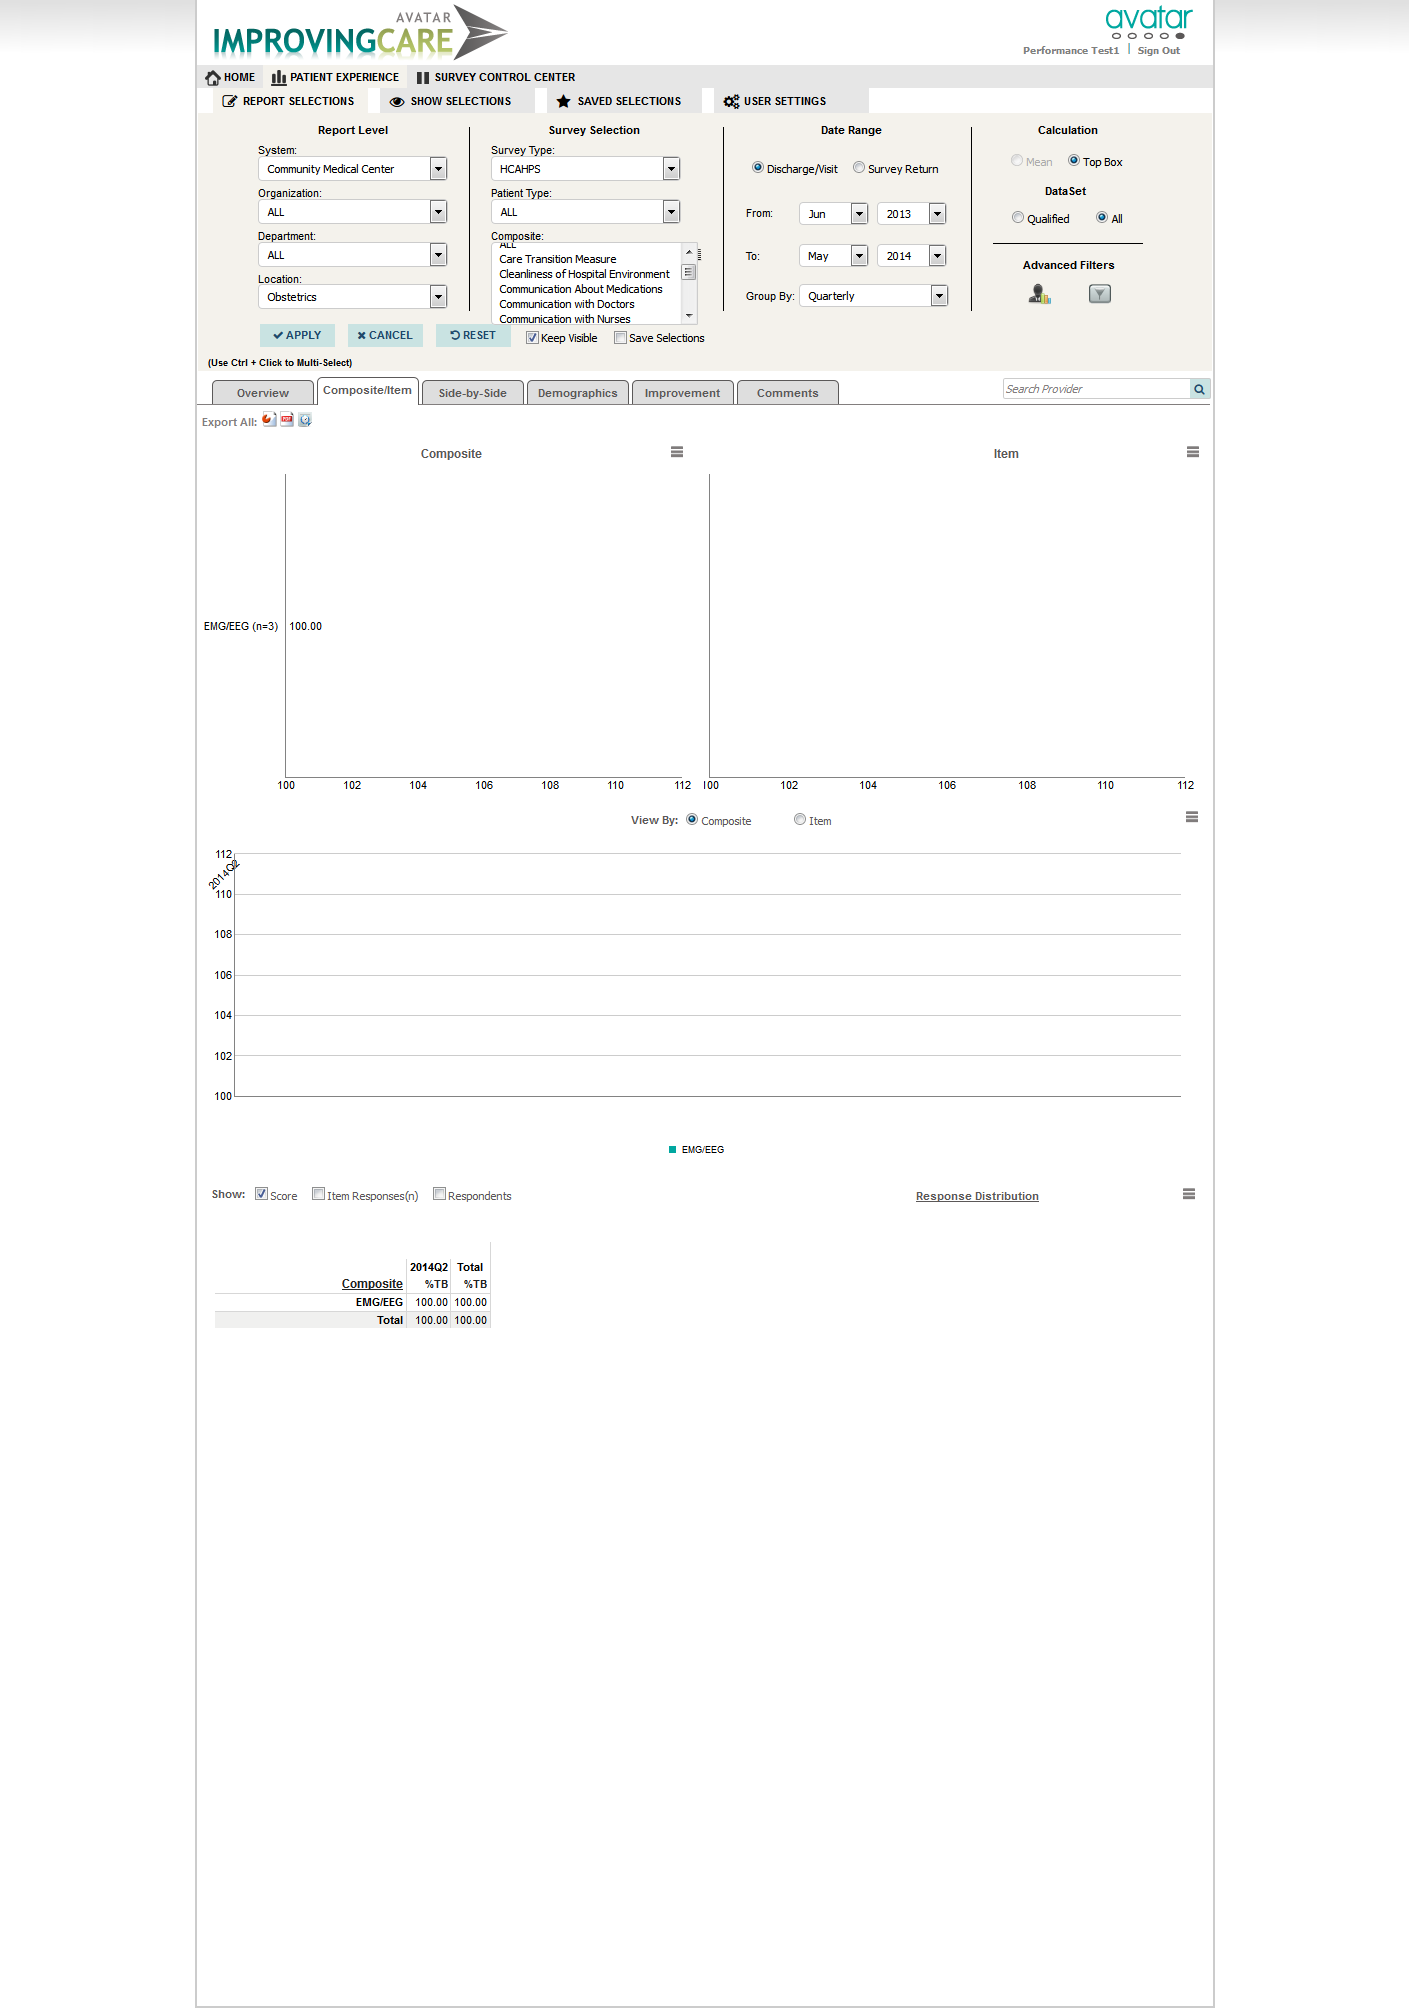 AVATAR
IMPROVINGCARE
avatar
Performance Test1 | Sign Out
HOME PATIENT EXPERIENCE SURVEY CONTROL CENTER
REPORT SELECTIONS SHOW SELECTIONS SAVED SELECTIONS USER SETTINGS
Report Level
System:
Community Medical Center
Organization:
ALL
Department:
ALL
Location:
Obstetrics
Survey Selection
Survey Type:
HCAHPS
Patient Type:
ALL
Composite:
ALL
Care Transition Measure
Cleanliness of Hospital Environment
Communication About Medications
Communication with Doctors
Communication with Nurses
Date Range
Discharge/Visit Survey Return
From: Jun 2013
To: May 2014
Group By: Quarterly
Calculation
Mean Top Box
DataSet
Qualified All
Advanced Filters
APPLY CANCEL RESET Keep Visible Save Selections
(Use Ctrl + Click to Multi-Select)
Overview Composite/Item Side-by-Side Demographics Improvement Comments Search Provider
Export All:
Composite
EMG/EEG (n=3) 100.00
100 102 104 106 108 110 112
Item
100 102 104 106 108 110 112
View By: Composite Item
112
2014Q2
110
108
106
104
102
100
EMG/EEG
Show: Score Item Responses(n) Respondents Response Distribution
2014Q2 Total
Composite %TB %TB
EMG/EEG 100.00 100.00
Total 100.00 100.00